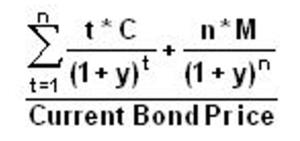 n
∑ t=1 t * C / (1 + y)^t + n * M / (1 + y)^n
Current Bond Price